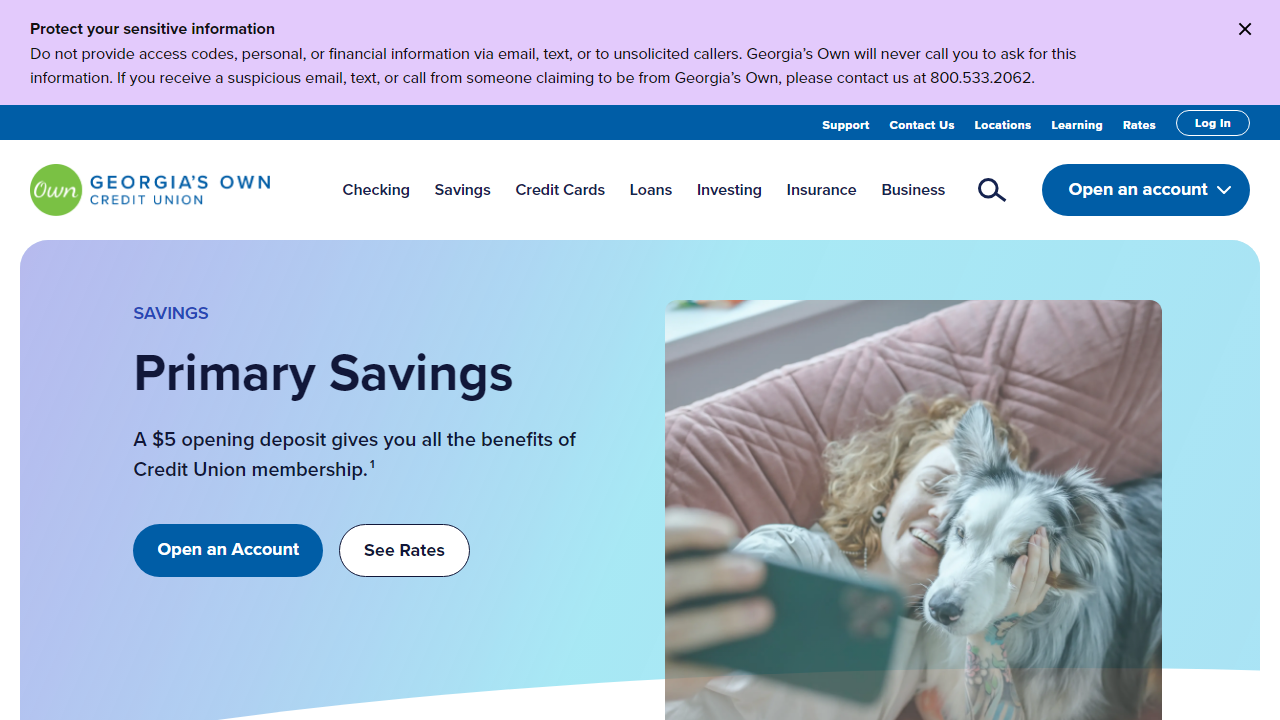 Protect your sensitive information
Do not provide access codes, personal, or financial information via email, text, or to unsolicited callers. Georgia's Own will never call you to ask for this
information. If you receive a suspicious email, text, or call from someone claiming to be from Georgia's Own, please contact us at 800.533.2062.
Support Contact Us Locations Learning Rates Log In
Own GEORGIA'S OWN
CREDIT UNION
Checking Savings Credit Cards Loans Investing Insurance Business Open an account
SAVINGS
Primary Savings
A $5 opening deposit gives you all the benefits of
Credit Union membership.¹
Open an Account See Rates